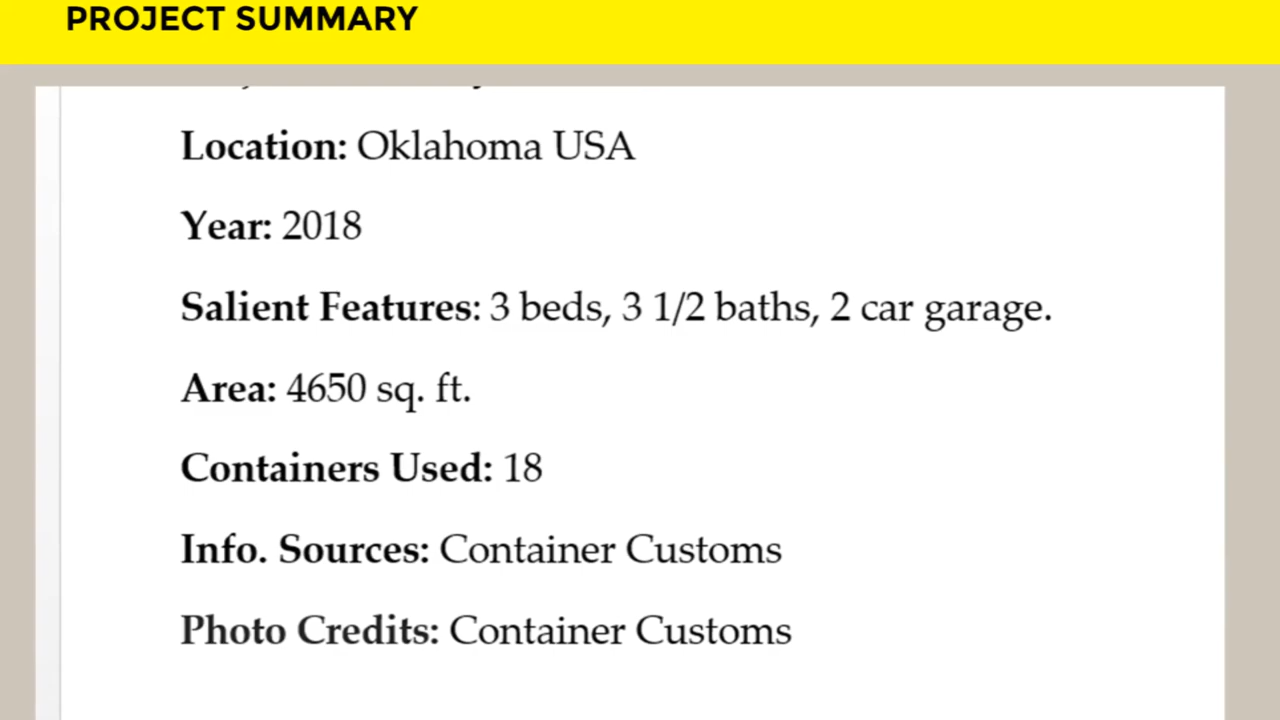 PROJECT SUMMARY
Location: Oklahoma USA
Year: 2018
Salient Features: 3 beds, 3 1/2 baths, 2 car garage.
Area: 4650 sq. ft.
Containers Used: 18
Info. Sources: Container Customs
Photo Credits: Container Customs